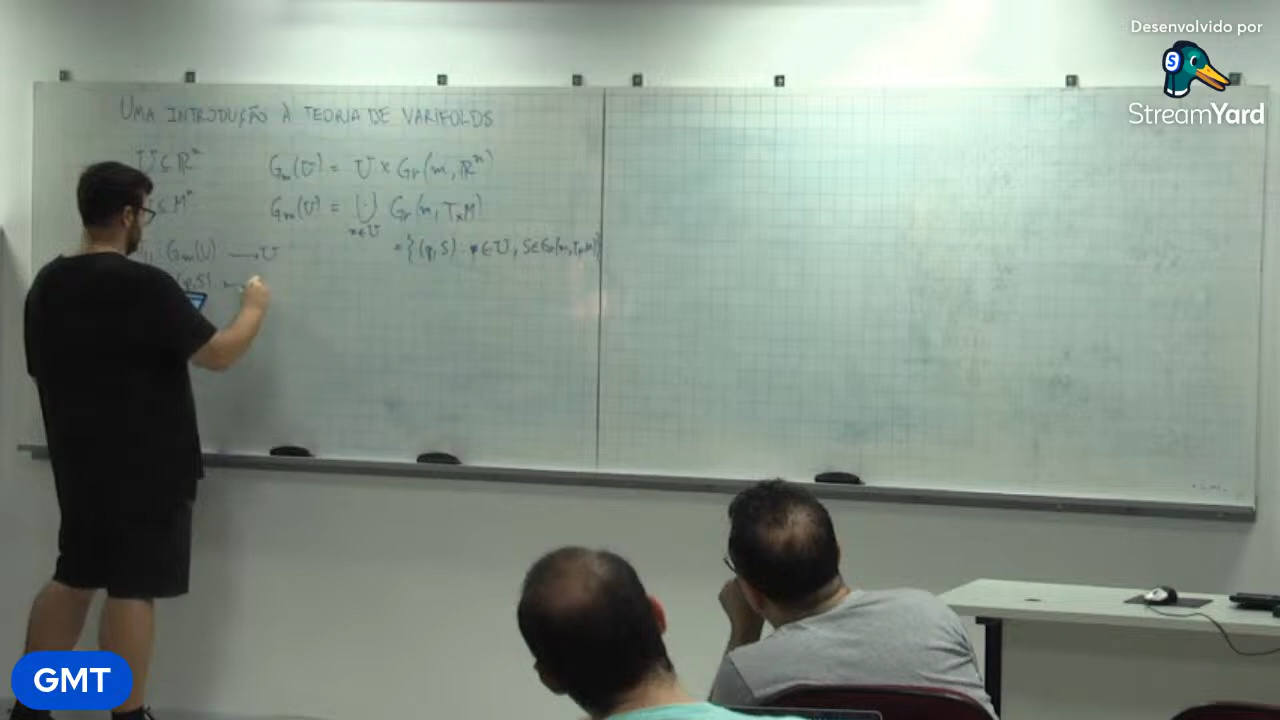 Desenvolvido por
StreamYard
UMA INTRODUÇÃO À TEORIA DE VARIFOLDS
U ⊆ ℝⁿ
Gₘ(U) = U × Gr(m, ℝⁿ)
⊆ Mⁿ
Gₘ(U) = ⋃ Gr(m, TₓM)
x∈U
: Gₘ(U) → U
= {(p,S) : p ∈ U, S ∈ Gr(m, TₚM)}
(p,S) ↦
GMT